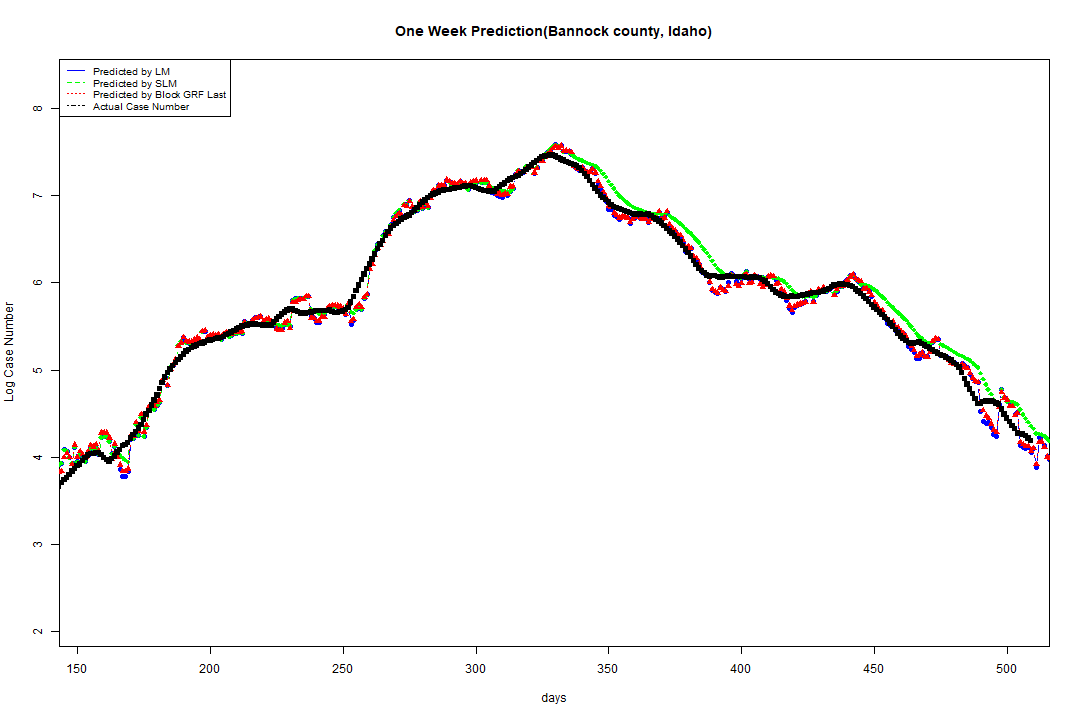 One Week Prediction(Bannock county, Idaho)
Predicted by LM
Predicted by SLM
Predicted by Block GRF Last
Actual Case Number
8
7
6
5
4
3
2
Log Case Number
150 200 250 300 350 400 450 500
days